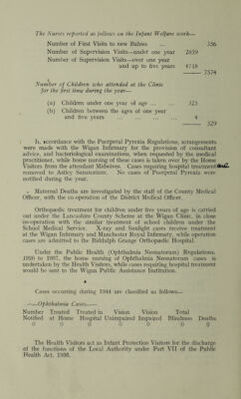 The Nurses reported as follows on the Infant Welfare work—
Number of First Visits to new Babies ... 356
Number of Supervision Visits—under one year 2859
Number of Supervision Visits—over one year
and up to five years 4718
7574
Number of Children who attended at the Clinic
for the first time during the year—
(a) Children under one year of age ... ... 325
(b) Children between the ages of one year
and five years ... ... 4
329
In accordance with the Puerperal Pyrexia Regulations, arrangements
were made with the Wigan Infirmary for the provision of consultant
advice, and bacteriological examinations, when requested by the medical
practitioner, while home nursing of these cases is taken over by the Home
Visitors from the attendant Midwives. Cases requiring hospital treatment are
removed to Astley Sanatorium. No cases of Puerperal Pyrexia were
notified during the year.
Maternal Deaths are investigated by the staff of the County Medical
Officer, with the co-operation of the District Medical Officer.
Orthopaedic treatment for children under five years of age is carried
out under the Lancashire County Scheme at the Wigan Clinic, in close
co-operation with the similar treatment of school children under the
School Medical Service. X-ray and Sunlight cases receive treatment
at the Wigan Infirmary and Manchester Royal Infirmary, while operation
cases are admitted to the Biddulph Grange Orthopaedic Hospital.
Under the Public Health (Ophthalmia Neonatorum) Regulations,
1926 to 1937, the home nursing of Ophthalmia Neonatorum cases is
undertaken by the Health Visitors, while cases requiring hospital treatment
would be sent to the Wigan Public Assistance Institution.
Cases occurring during 1944 are classified as follows—
—Ophthalmia Cases—
Number Treated Treated in Vision Vision Total
Notified at Home Hospital Unimpaired Impaired Blindness Deaths
0 0 0 0 0 0 0
The Health Visitors act as Infant Protection Visitors for the discharge
of the functions of the Local Authority under Part VII of the Public
Health Act, 1936.